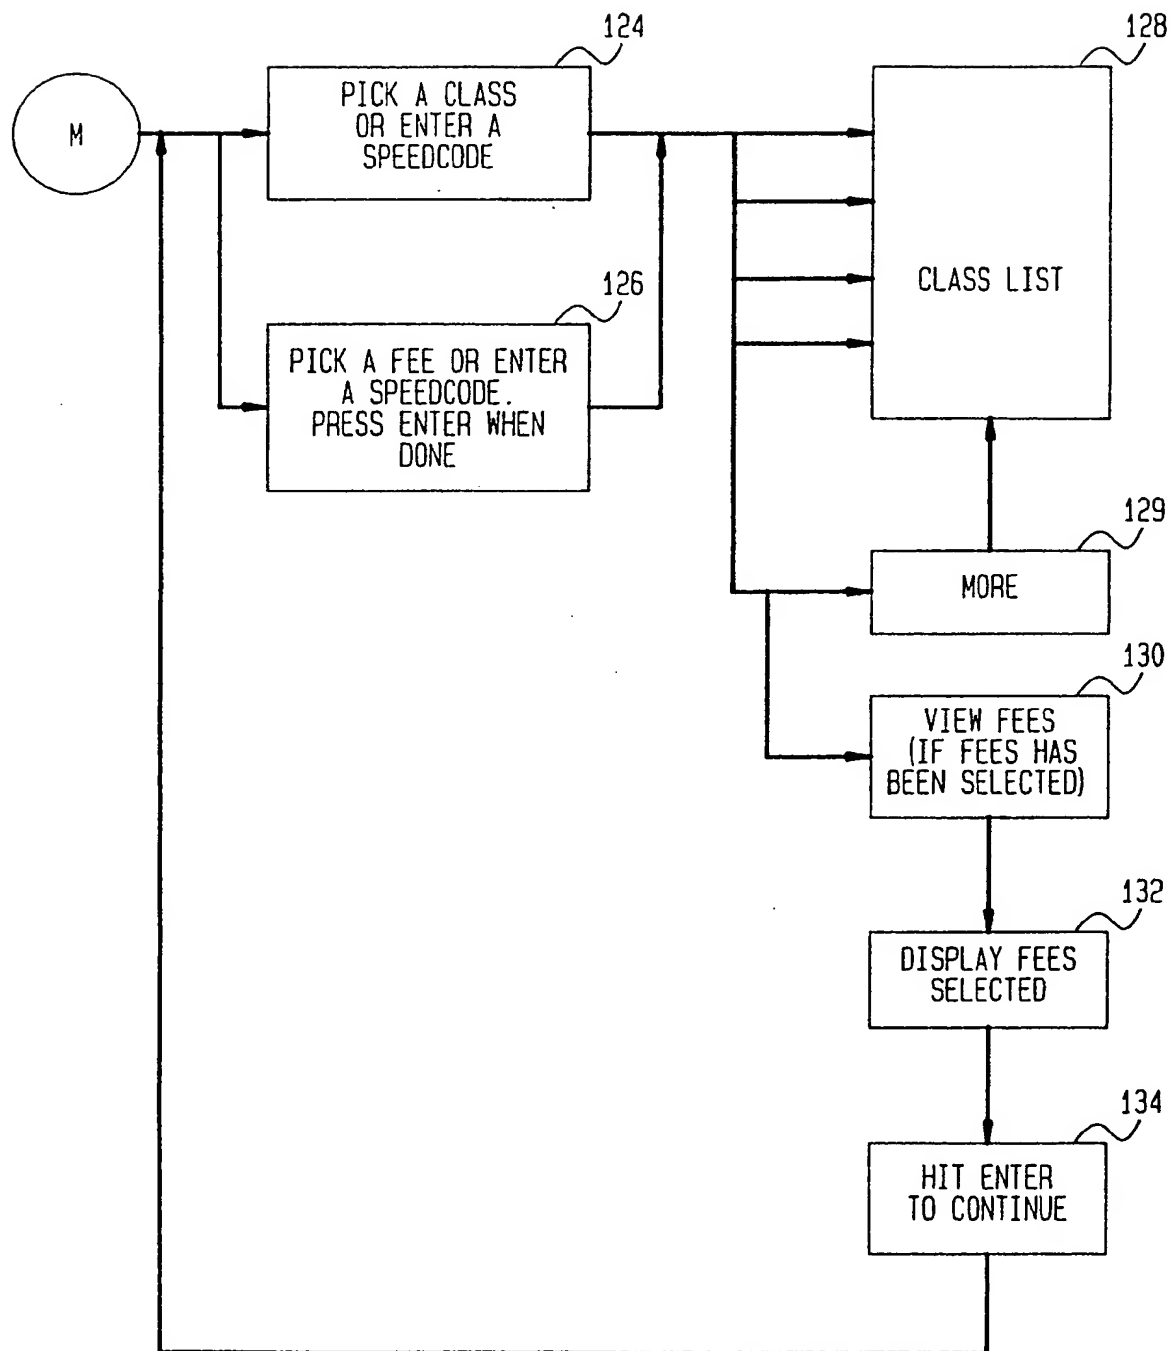 124
128
M
PICK A CLASS
OR ENTER A
SPEEDCODE
126
CLASS LIST
PICK A FEE OR ENTER
A SPEEDCODE.
PRESS ENTER WHEN
DONE
129
MORE
130
VIEW FEES
(IF FEES HAS
BEEN SELECTED)
132
DISPLAY FEES
SELECTED
134
HIT ENTER
TO CONTINUE